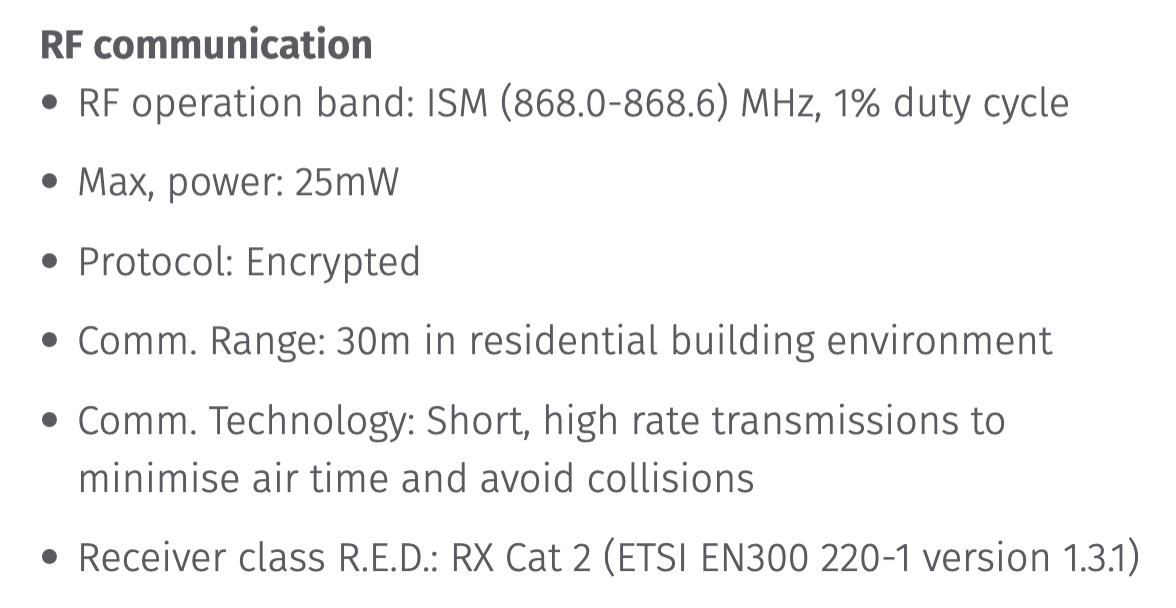 RF communication
• RF operation band: ISM (868.0-868.6) MHz, 1% duty cycle
• Max, power: 25mW
• Protocol: Encrypted
• Comm. Range: 30m in residential building environment
• Comm. Technology: Short, high rate transmissions to
minimise air time and avoid collisions
• Receiver class R.E.D.: RX Cat 2 (ETSI EN300 220-1 version 1.3.1)